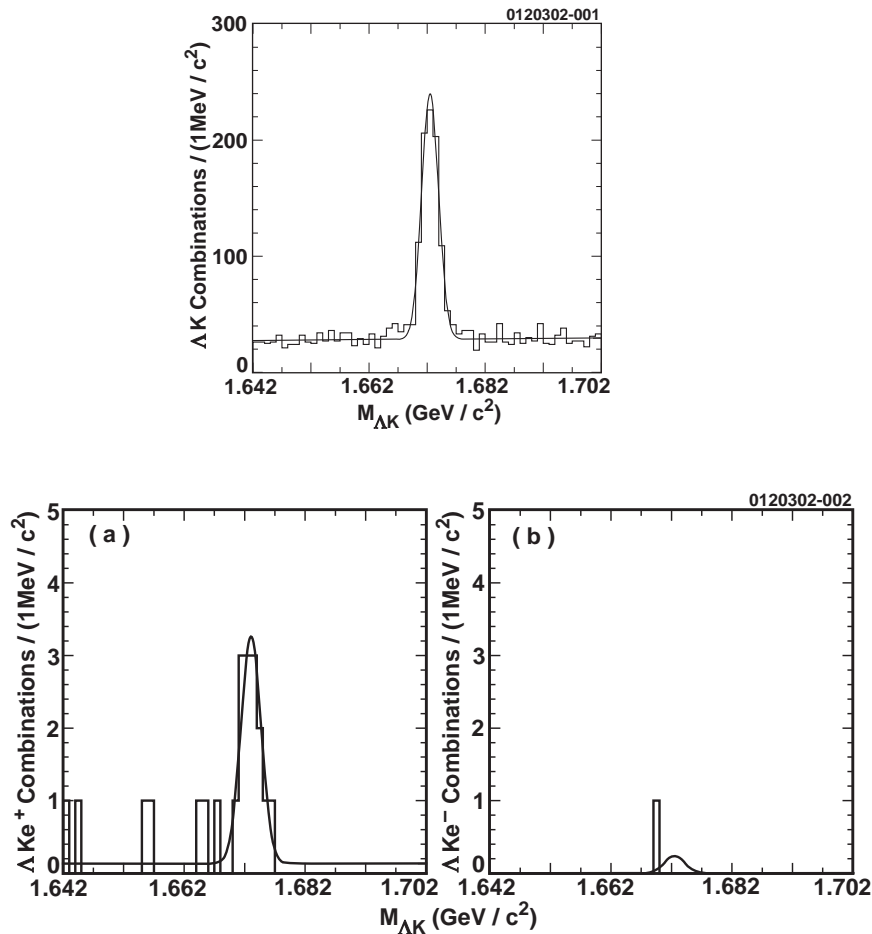 0120302-001
300
200
100
0
ΛK Combinations / (1MeV / c²)
1.642 1.662 1.682 1.702
M_ΛK (GeV / c²)
0120302-002
5
4
3
2
1
0
ΛKe⁺ Combinations / (1MeV / c²)
(a)
1.642 1.662 1.682 1.702
5
4
3
2
1
0
ΛKe⁻ Combinations / (1MeV / c²)
(b)
1.642 1.662 1.682 1.702
M_ΛK (GeV / c²)